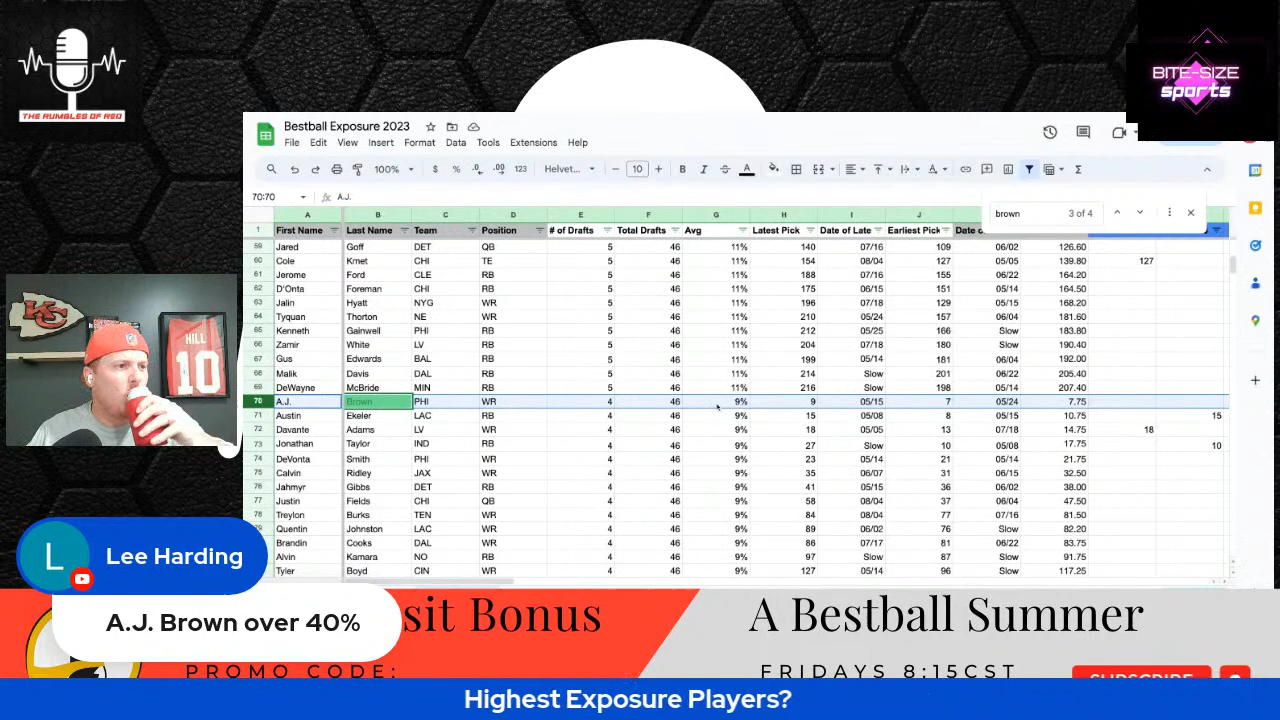 THE RUMBLES OF RED
BITE-SIZE
sports
Bestball Exposure 2023
File Edit View Insert Format Data Tools Extensions Help
100% $ % .0 .00 123 Helvet... 10 B I A Σ
70:70 fx A.J.
brown 3 of 4
A B C D E F G H I J
1 First Name Last Name Team Position # of Drafts Total Drafts Avg Latest Pick Date of Late Earliest Pick Date o
59 Jared Goff DET QB 5 46 11% 140 07/16 109 06/02 126.60
60 Cole Kmet CHI TE 5 46 11% 154 08/04 127 05/05 139.80 127
61 Jerome Ford CLE RB 5 46 11% 188 07/16 155 06/22 164.20
62 D'Onta Foreman CHI RB 5 46 11% 175 06/15 151 05/14 164.50
63 Jalin Hyatt NYG WR 5 46 11% 196 07/18 129 05/15 168.20
64 Tyquan Thorton NE WR 5 46 11% 210 05/24 157 06/04 181.60
65 Kenneth Gainwell PHI RB 5 46 11% 212 05/25 166 Slow 183.80
66 Zamir White LV RB 5 46 11% 204 07/18 180 Slow 190.40
67 Gus Edwards BAL RB 5 46 11% 199 05/14 181 06/04 192.00
68 Malik Davis DAL RB 5 46 11% 214 Slow 201 06/22 205.40
69 DeWayne McBride MIN RB 5 46 11% 216 Slow 198 05/14 207.40
70 A.J. Brown PHI WR 4 46 9% 9 05/15 7 05/24 7.75
71 Austin Ekeler LAC RB 4 46 9% 15 05/08 8 05/15 10.75 15
72 Davante Adams LV WR 4 46 9% 18 05/05 13 07/18 14.75 18
73 Jonathan Taylor IND RB 4 46 9% 27 Slow 10 05/08 17.75 10
74 DeVonta Smith PHI WR 4 46 9% 23 05/14 21 05/14 21.75
75 Calvin Ridley JAX WR 4 46 9% 35 06/07 31 06/15 32.50
76 Jahmyr Gibbs DET RB 4 46 9% 41 05/15 36 06/02 38.00
77 Justin Fields CHI QB 4 46 9% 58 08/04 37 06/04 47.50
78 Treylon Burks TEN WR 4 46 9% 84 08/04 77 07/16 81.50
79 Quentin Johnston LAC WR 4 46 9% 89 06/02 76 Slow 82.20
Brandin Cooks DAL WR 4 46 9% 86 07/17 81 06/22 83.75
Alvin Kamara NO RB 4 46 9% 97 Slow 87 Slow 91.75
Tyler Boyd CIN WR 4 46 9% 127 05/14 96 Slow 117.25
HILL
10
L Lee Harding
A.J. Brown over 40%
sit Bonus
PROMO CODE:
A Bestball Summer
FRIDAYS 8:15CST
SUBSCRIBE
Highest Exposure Players?